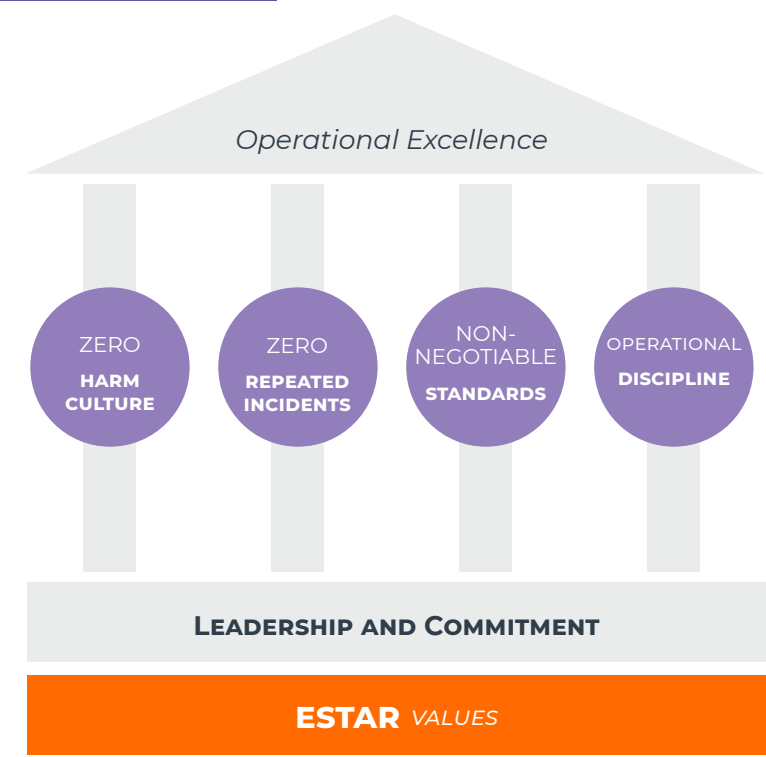 Operational Excellence
ZERO
HARM
CULTURE
ZERO
REPEATED
INCIDENTS
NON-
NEGOTIABLE
STANDARDS
OPERATIONAL
DISCIPLINE
LEADERSHIP AND COMMITMENT
ESTAR VALUES